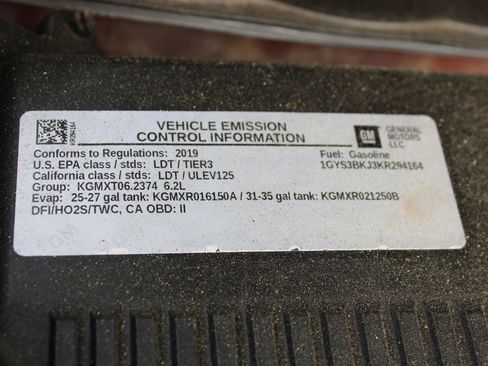 KR294164
VEHICLE EMISSION
CONTROL INFORMATION
GM
GENERAL
MOTORS
LLC
Conforms to Regulations: 2019
Fuel: Gasoline
U.S. EPA class / stds: LDT / TIER3
1GYS3BKJ3KR294164
California class / stds: LDT / ULEV125
Group: KGMXT06.2374 6.2L
Evap: 25-27 gal tank: KGMXR016150A / 31-35 gal tank: KGMXR021250B
DFI/HO2S/TWC, CA OBD: II